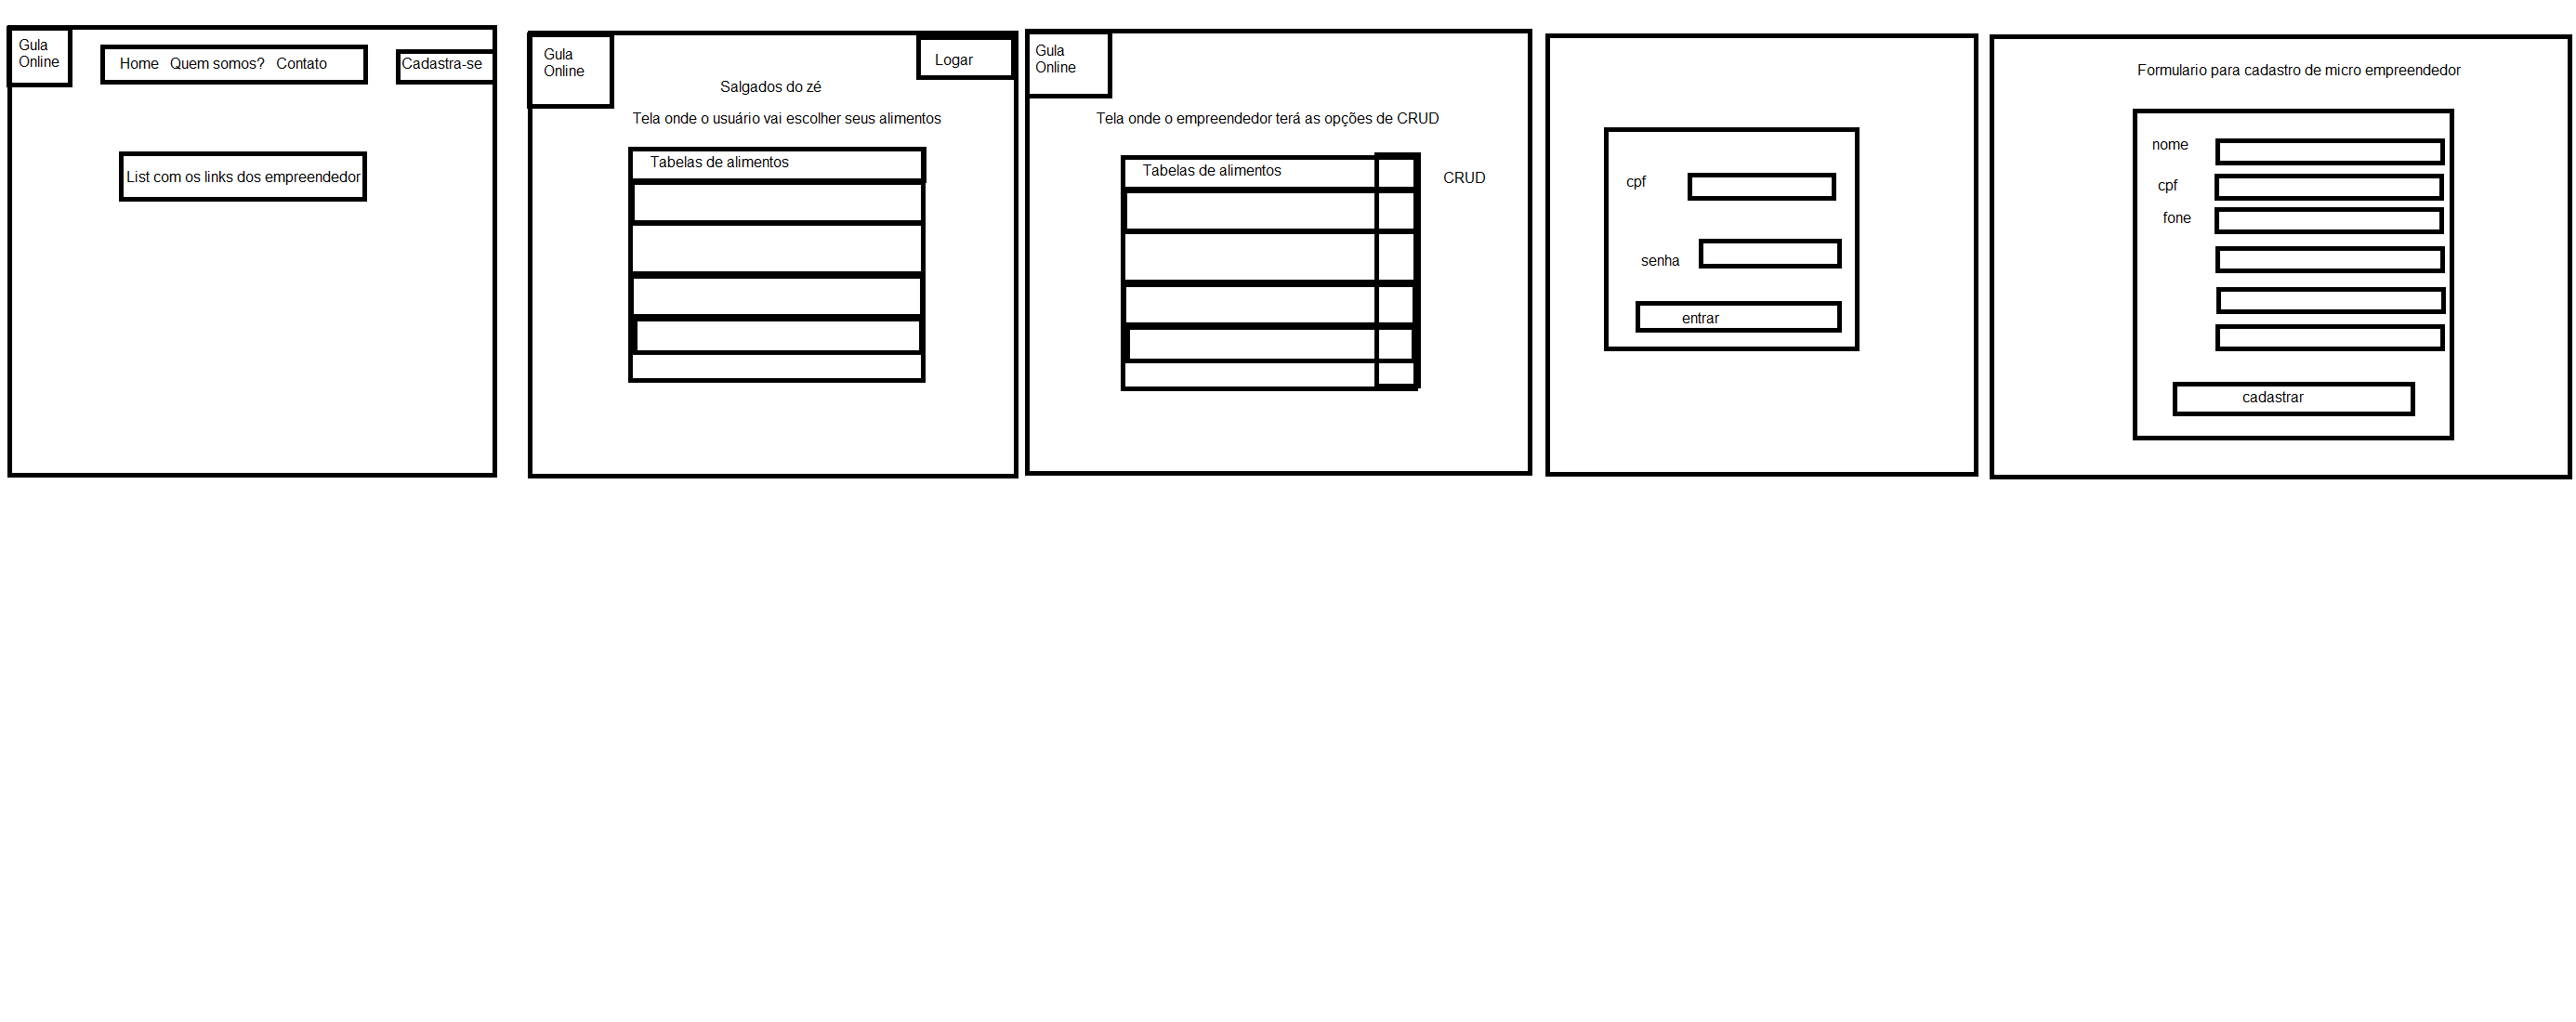 Gula
Online
Home Quem somos? Contato
Cadastra-se
List com os links dos empreendedor
Gula
Online
Logar
Salgados do zé
Tela onde o usuário vai escolher seus alimentos
Tabelas de alimentos
Gula
Online
Tela onde o empreendedor terá as opções de CRUD
Tabelas de alimentos
CRUD
cpf
senha
entrar
Formulario para cadastro de micro empreendedor
nome
cpf
fone
cadastrar